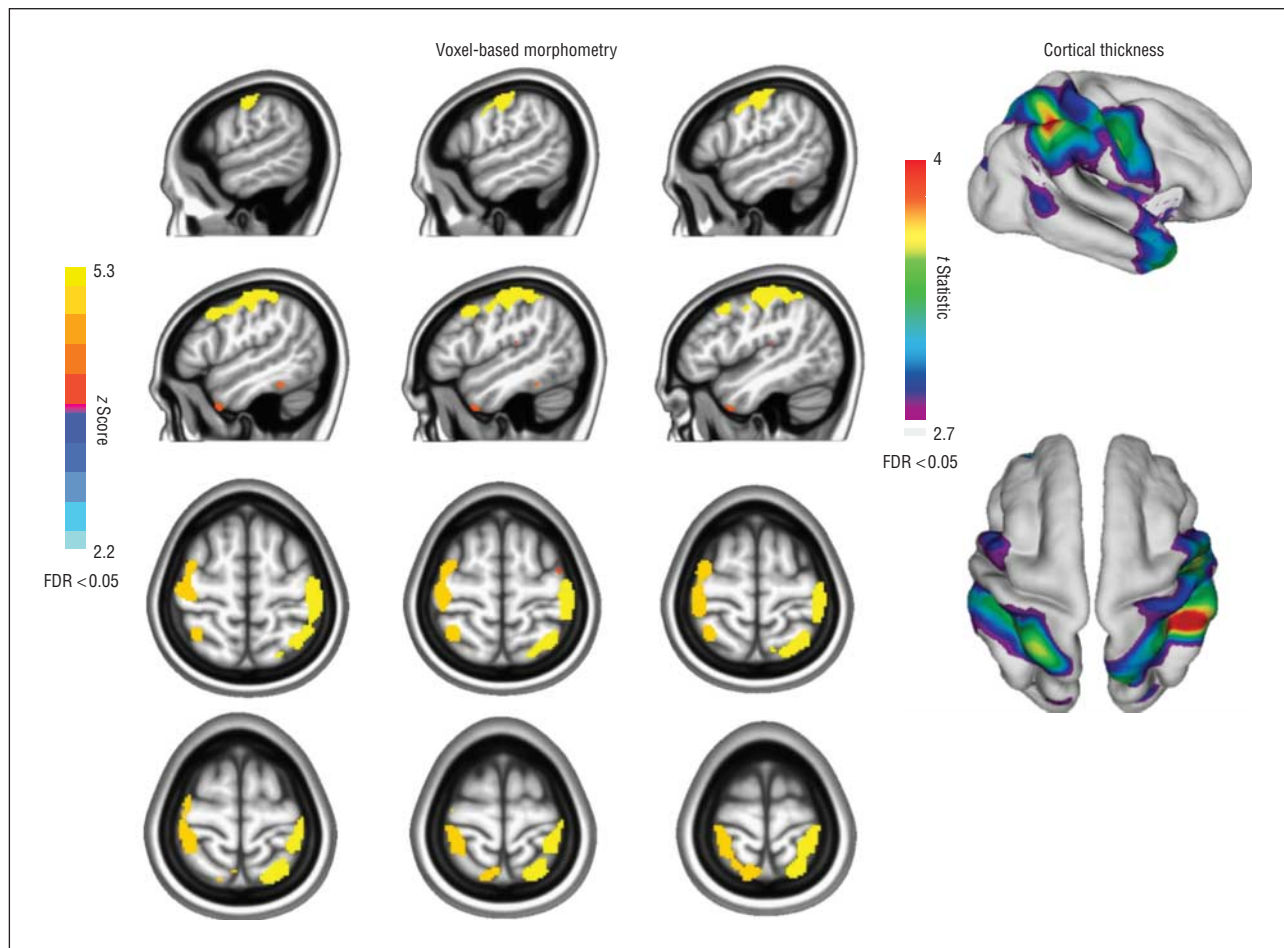 Voxel-based morphometry
Cortical thickness
5.3
z Score
2.2
FDR <0.05
4
t Statistic
2.7
FDR <0.05